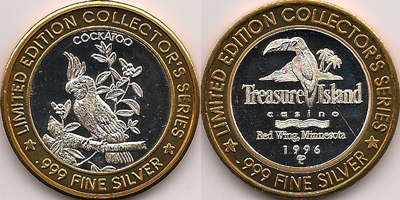 LIMITED EDITION COLLECTOR'S SERIES
COCKATOO
.999 FINE SILVER
LIMITED EDITION COLLECTOR'S SERIES
Treasure Island
casino
Red Wing, Minnesota
1996
.999 FINE SILVER